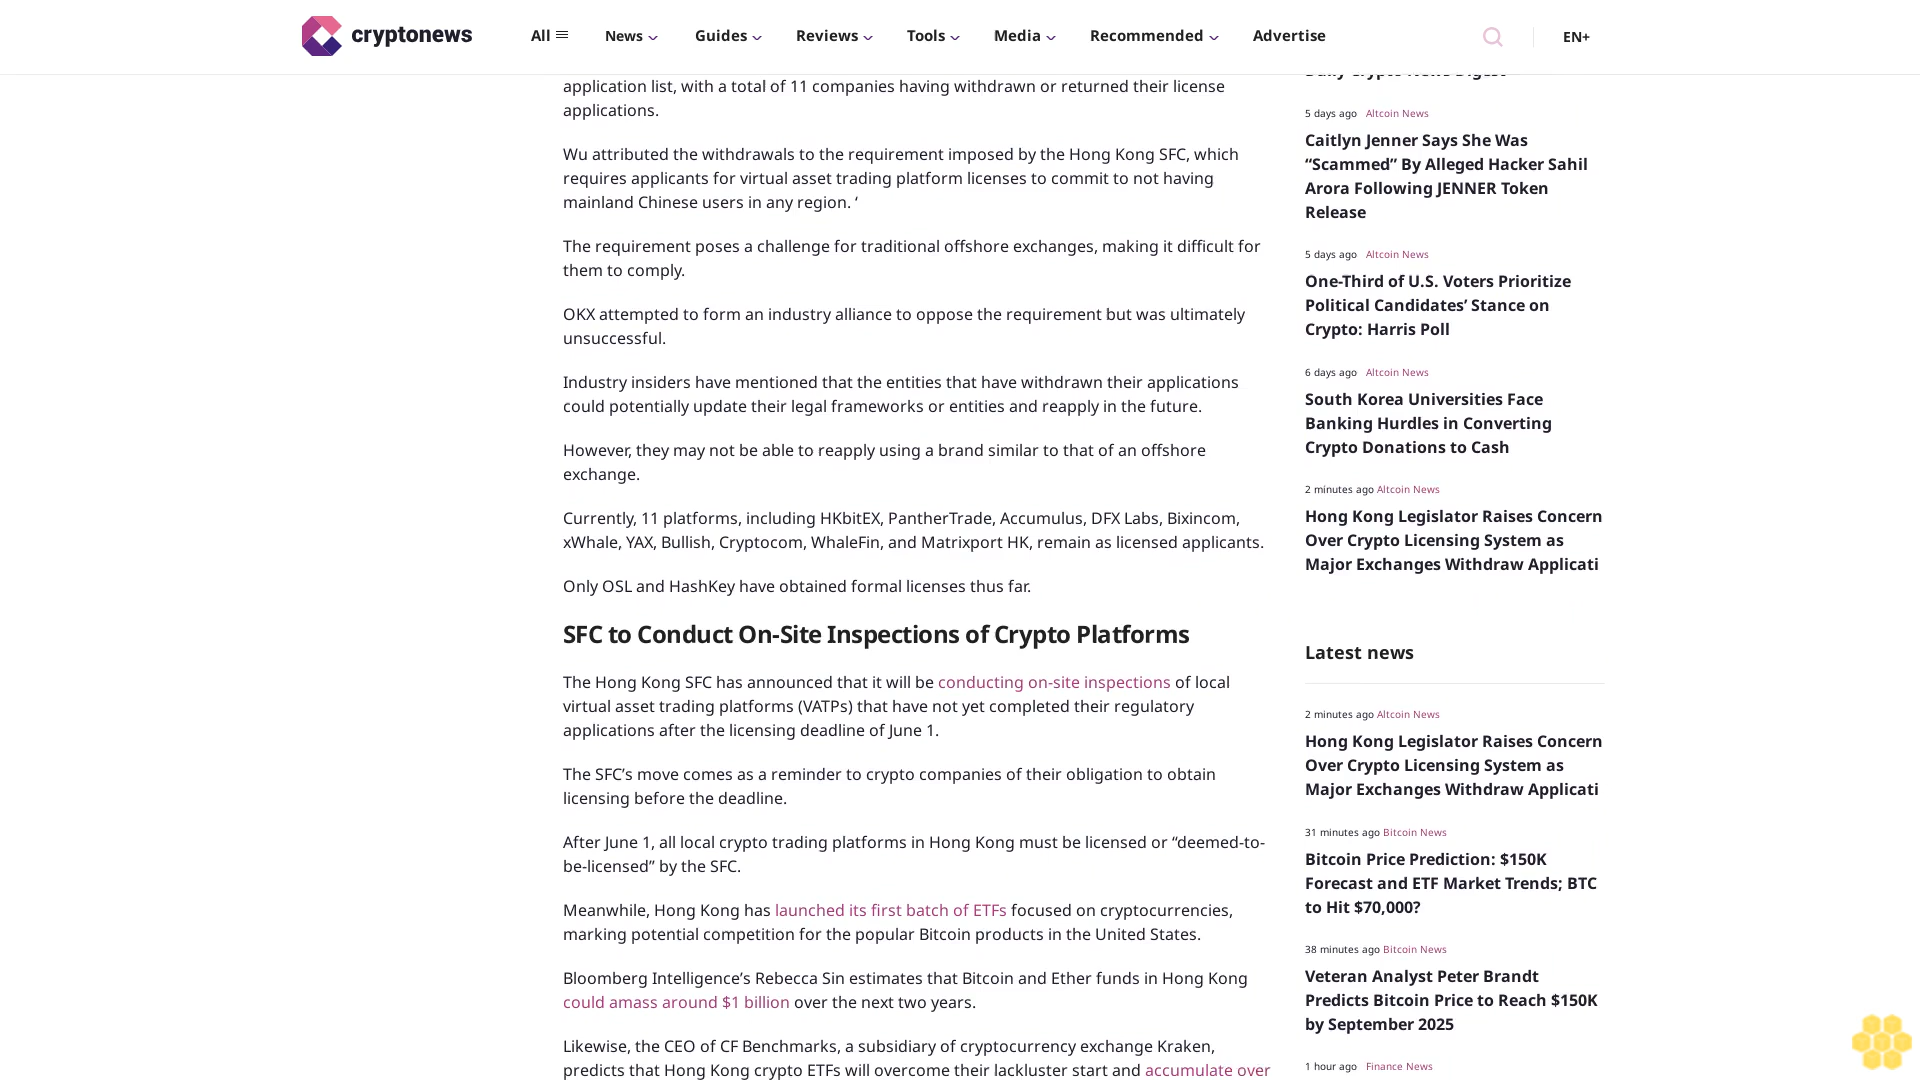 cryptonews
All
News
Guides
Reviews
Tools
Media
Recommended
Advertise
EN+
application list, with a total of 11 companies having withdrawn or returned their license
applications.
Wu attributed the withdrawals to the requirement imposed by the Hong Kong SFC, which
requires applicants for virtual asset trading platform licenses to commit to not having
mainland Chinese users in any region. ‘
The requirement poses a challenge for traditional offshore exchanges, making it difficult for
them to comply.
OKX attempted to form an industry alliance to oppose the requirement but was ultimately
unsuccessful.
Industry insiders have mentioned that the entities that have withdrawn their applications
could potentially update their legal frameworks or entities and reapply in the future.
However, they may not be able to reapply using a brand similar to that of an offshore
exchange.
Currently, 11 platforms, including HKbitEX, PantherTrade, Accumulus, DFX Labs, Bixincom,
xWhale, YAX, Bullish, Cryptocom, WhaleFin, and Matrixport HK, remain as licensed applicants.
Only OSL and HashKey have obtained formal licenses thus far.
SFC to Conduct On-Site Inspections of Crypto Platforms
The Hong Kong SFC has announced that it will be conducting on-site inspections of local
virtual asset trading platforms (VATPs) that have not yet completed their regulatory
applications after the licensing deadline of June 1.
The SFC’s move comes as a reminder to crypto companies of their obligation to obtain
licensing before the deadline.
After June 1, all local crypto trading platforms in Hong Kong must be licensed or “deemed-to-
be-licensed” by the SFC.
Meanwhile, Hong Kong has launched its first batch of ETFs focused on cryptocurrencies,
marking potential competition for the popular Bitcoin products in the United States.
Bloomberg Intelligence’s Rebecca Sin estimates that Bitcoin and Ether funds in Hong Kong
could amass around $1 billion over the next two years.
Likewise, the CEO of CF Benchmarks, a subsidiary of cryptocurrency exchange Kraken,
predicts that Hong Kong crypto ETFs will overcome their lackluster start and accumulate over
Daily Crypto News Digest
5 days ago Altcoin News
Caitlyn Jenner Says She Was
“Scammed” By Alleged Hacker Sahil
Arora Following JENNER Token
Release
5 days ago Altcoin News
One-Third of U.S. Voters Prioritize
Political Candidates’ Stance on
Crypto: Harris Poll
6 days ago Altcoin News
South Korea Universities Face
Banking Hurdles in Converting
Crypto Donations to Cash
2 minutes ago Altcoin News
Hong Kong Legislator Raises Concern
Over Crypto Licensing System as
Major Exchanges Withdraw Applicati
Latest news
2 minutes ago Altcoin News
Hong Kong Legislator Raises Concern
Over Crypto Licensing System as
Major Exchanges Withdraw Applicati
31 minutes ago Bitcoin News
Bitcoin Price Prediction: $150K
Forecast and ETF Market Trends; BTC
to Hit $70,000?
38 minutes ago Bitcoin News
Veteran Analyst Peter Brandt
Predicts Bitcoin Price to Reach $150K
by September 2025
1 hour ago Finance News